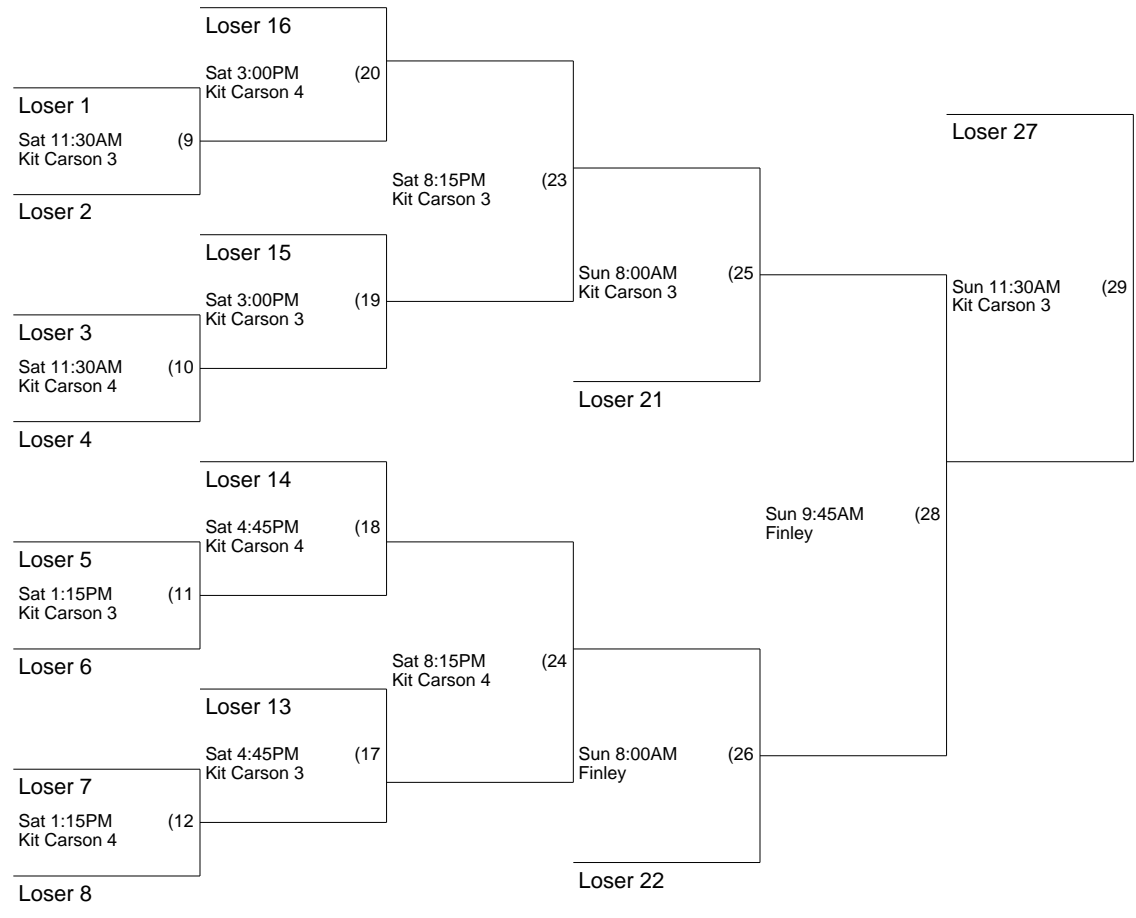 Loser 16
Sat 3:00PM (20
Kit Carson 4
Loser 1
Sat 11:30AM (9
Kit Carson 3
Loser 2
Loser 27
Sat 8:15PM (23
Kit Carson 3
Loser 15
Sat 3:00PM (19
Kit Carson 3
Sun 8:00AM (25
Kit Carson 3
Sun 11:30AM (29
Kit Carson 3
Loser 3
Sat 11:30AM (10
Kit Carson 4
Loser 4
Loser 21
Loser 14
Sat 4:45PM (18
Kit Carson 4
Sun 9:45AM (28
Finley
Loser 5
Sat 1:15PM (11
Kit Carson 3
Loser 6
Sat 8:15PM (24
Kit Carson 4
Loser 13
Sat 4:45PM (17
Kit Carson 3
Sun 8:00AM (26
Finley
Loser 7
Sat 1:15PM (12
Kit Carson 4
Loser 8
Loser 22